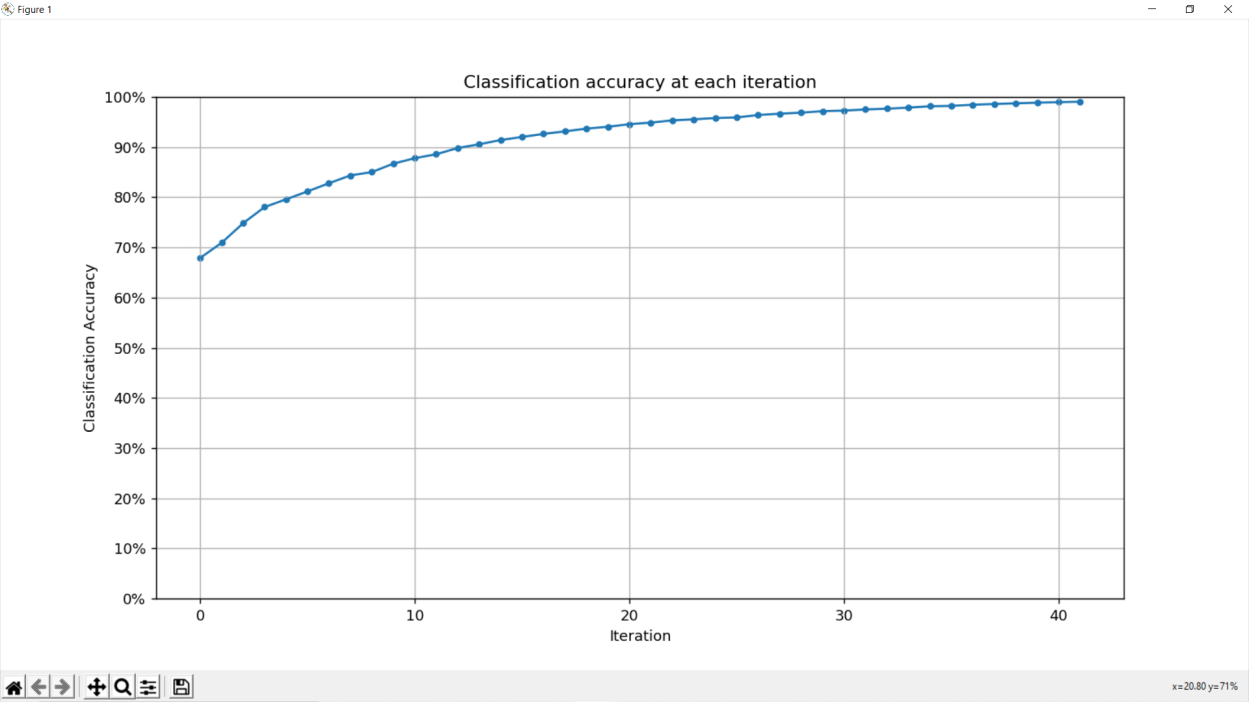 Figure 1
Classification accuracy at each iteration
100%
90%
80%
70%
60%
50%
40%
30%
20%
10%
0%
Classification Accuracy
0 10 20 30 40
Iteration
x=20.80 y=71%